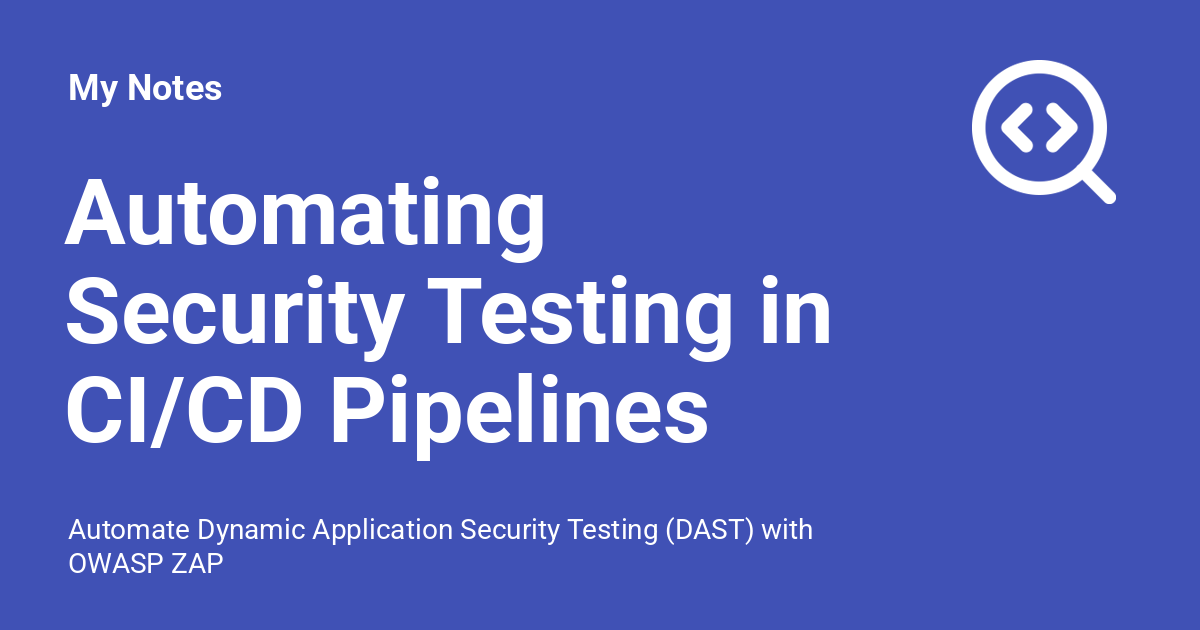 My Notes
Automating
Security Testing in
CI/CD Pipelines
Automate Dynamic Application Security Testing (DAST) with
OWASP ZAP